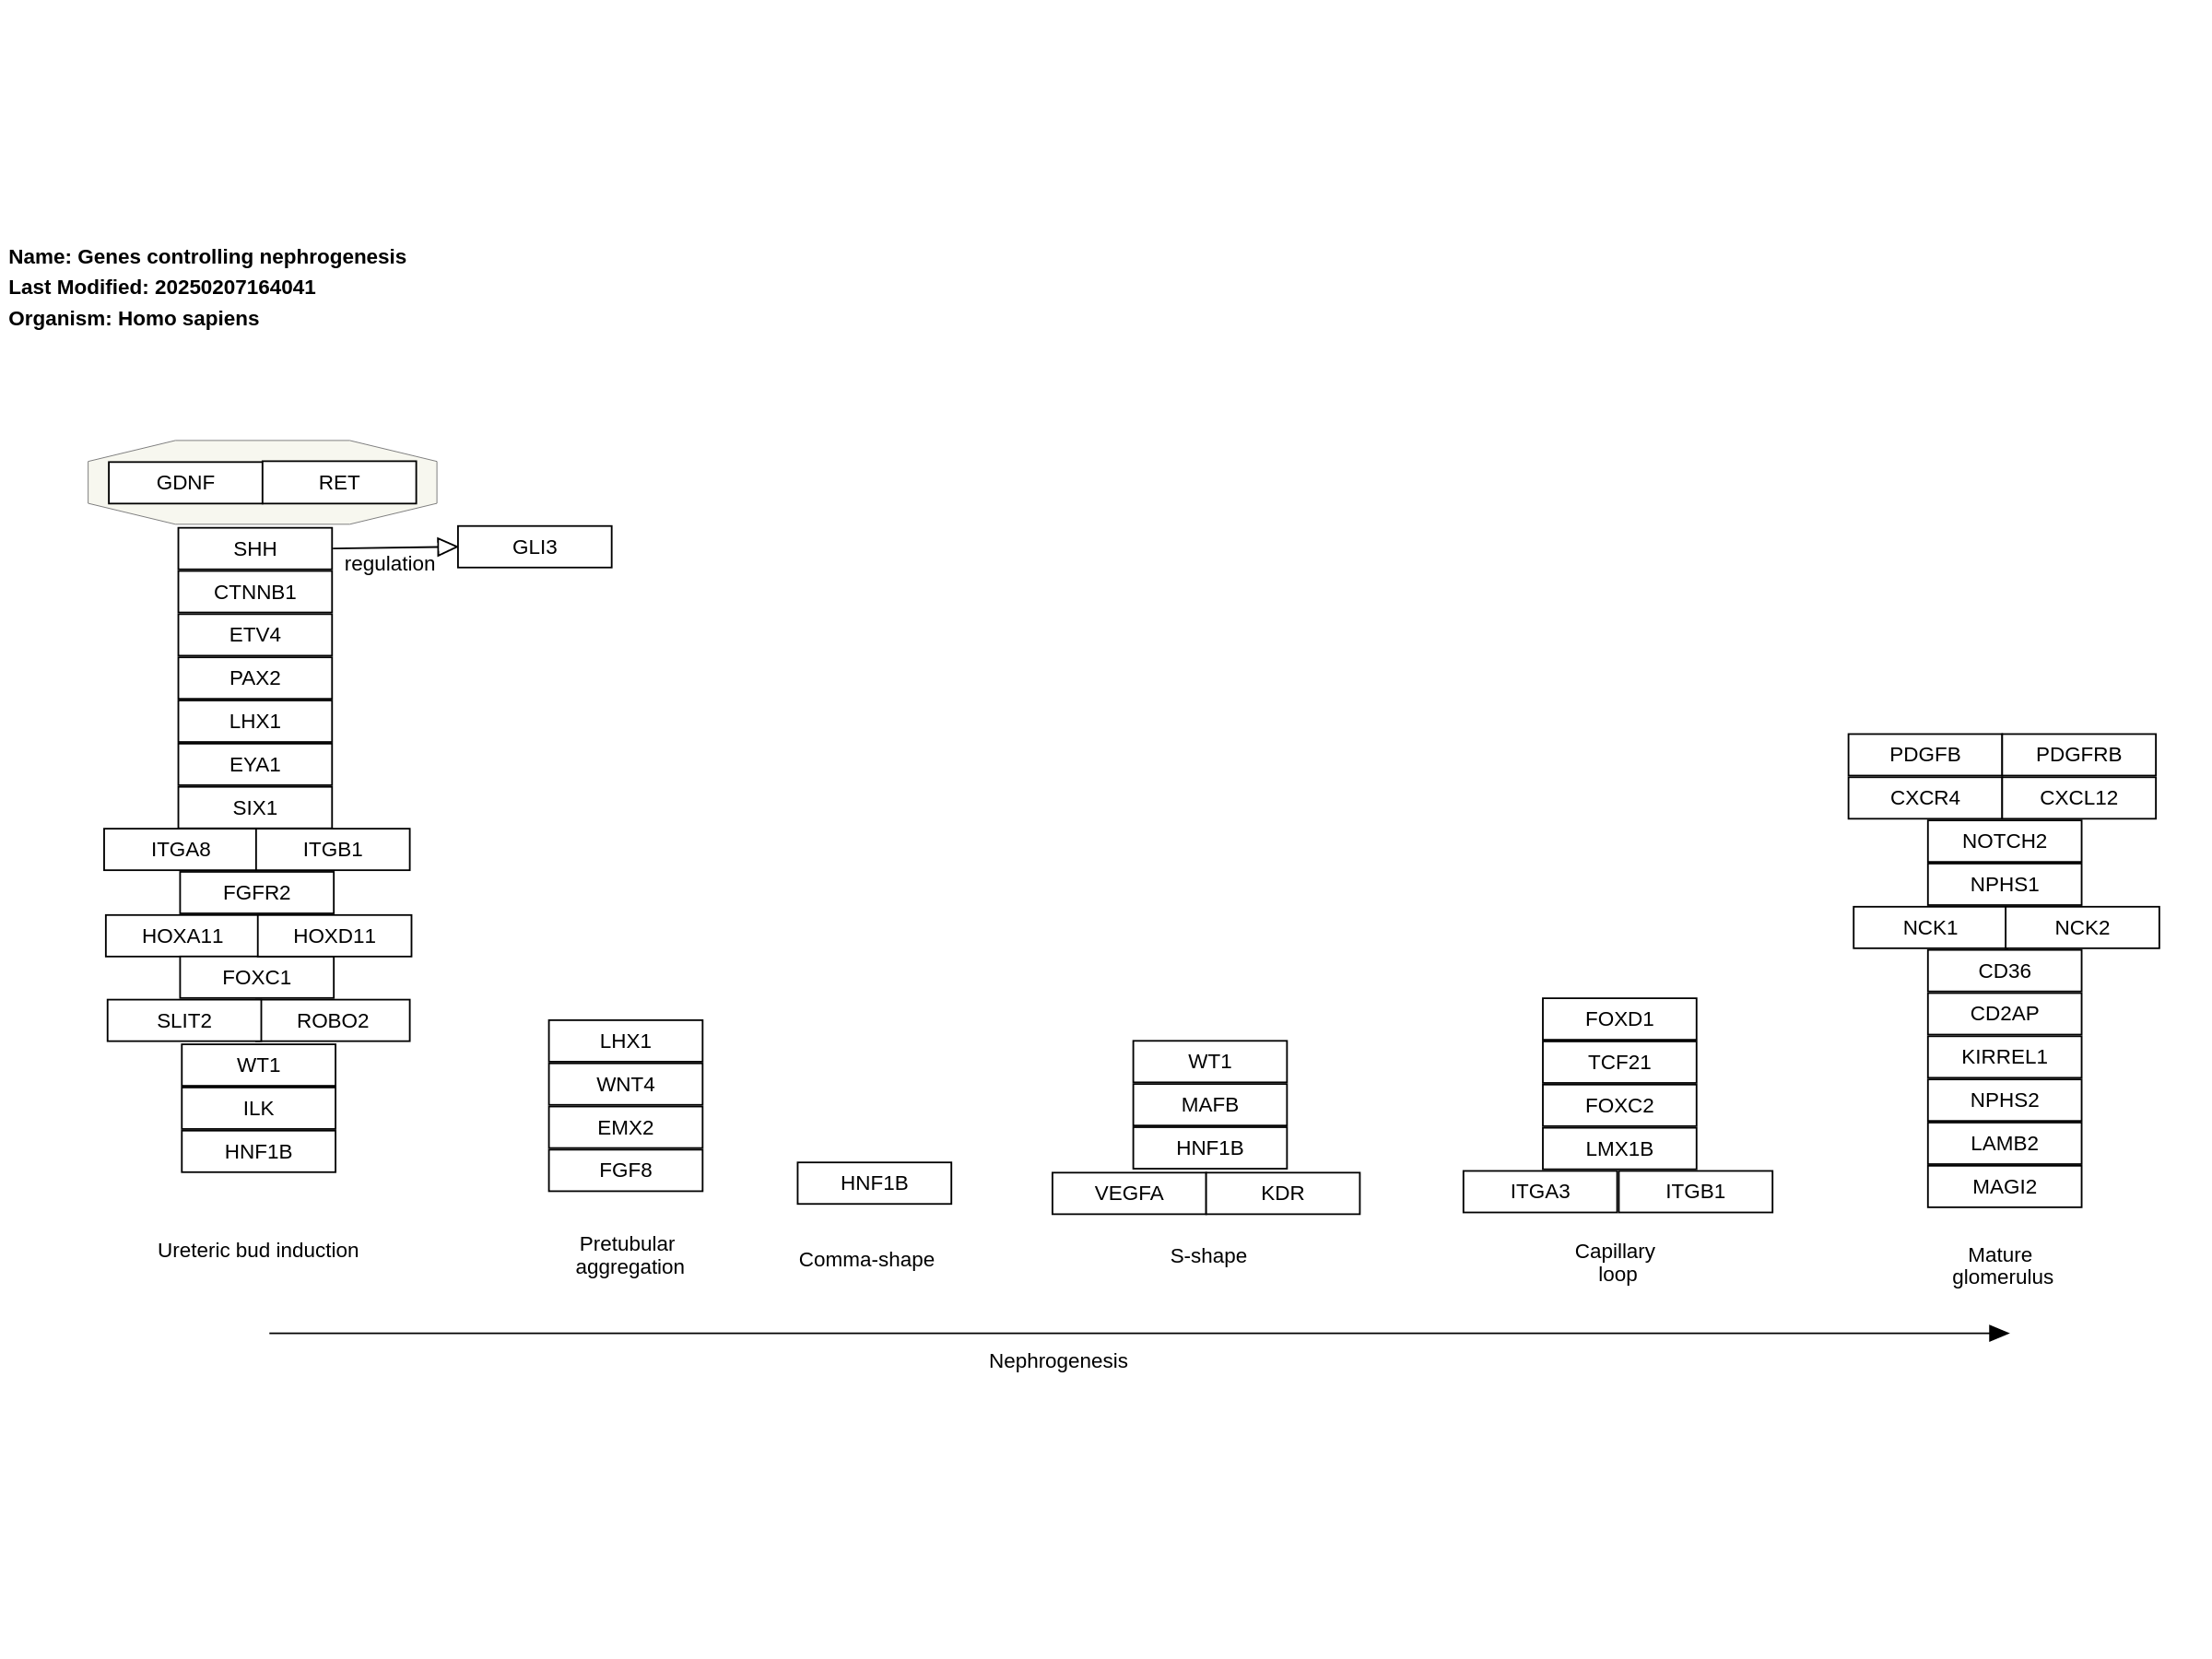 Name: Genes controlling nephrogenesis
Last Modified: 20250207164041
Organism: Homo sapiens
GDNF RET
SHH
regulation
GLI3
CTNNB1
ETV4
PAX2
LHX1
EYA1
SIX1
ITGA8 ITGB1
FGFR2
HOXA11 HOXD11
FOXC1
SLIT2 ROBO2
WT1
ILK
HNF1B
Ureteric bud induction
LHX1
WNT4
EMX2
FGF8
Pretubular
aggregation
HNF1B
Comma-shape
WT1
MAFB
HNF1B
VEGFA KDR
S-shape
FOXD1
TCF21
FOXC2
LMX1B
ITGA3 ITGB1
Capillary
loop
PDGFB PDGFRB
CXCR4 CXCL12
NOTCH2
NPHS1
NCK1 NCK2
CD36
CD2AP
KIRREL1
NPHS2
LAMB2
MAGI2
Mature
glomerulus
Nephrogenesis